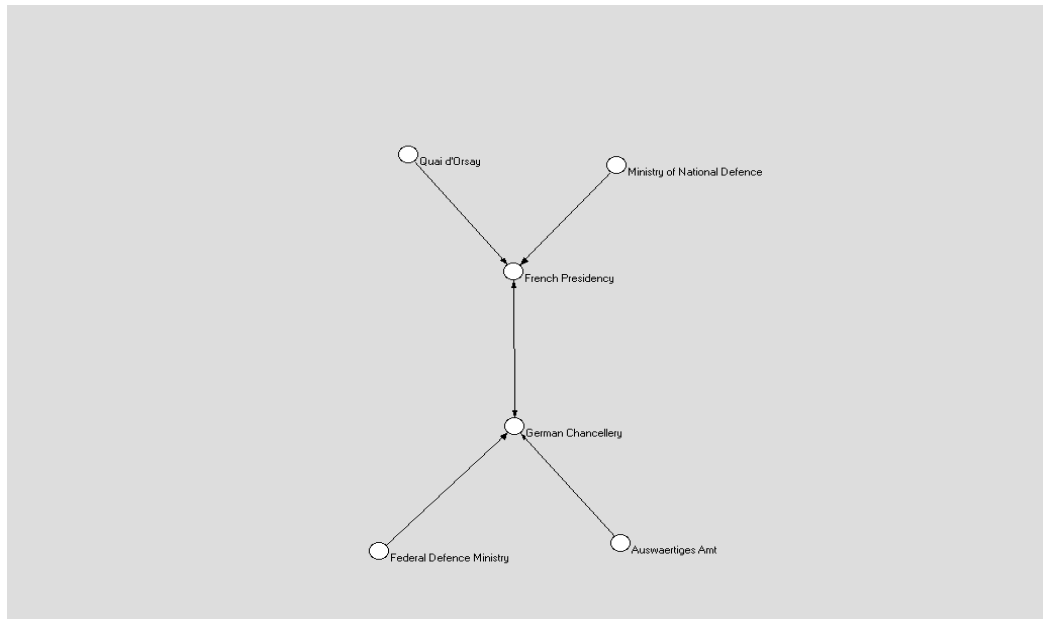 Quai d'Orsay
Ministry of National Defence
French Presidency
German Chancellery
Federal Defence Ministry
Auswaertiges Amt